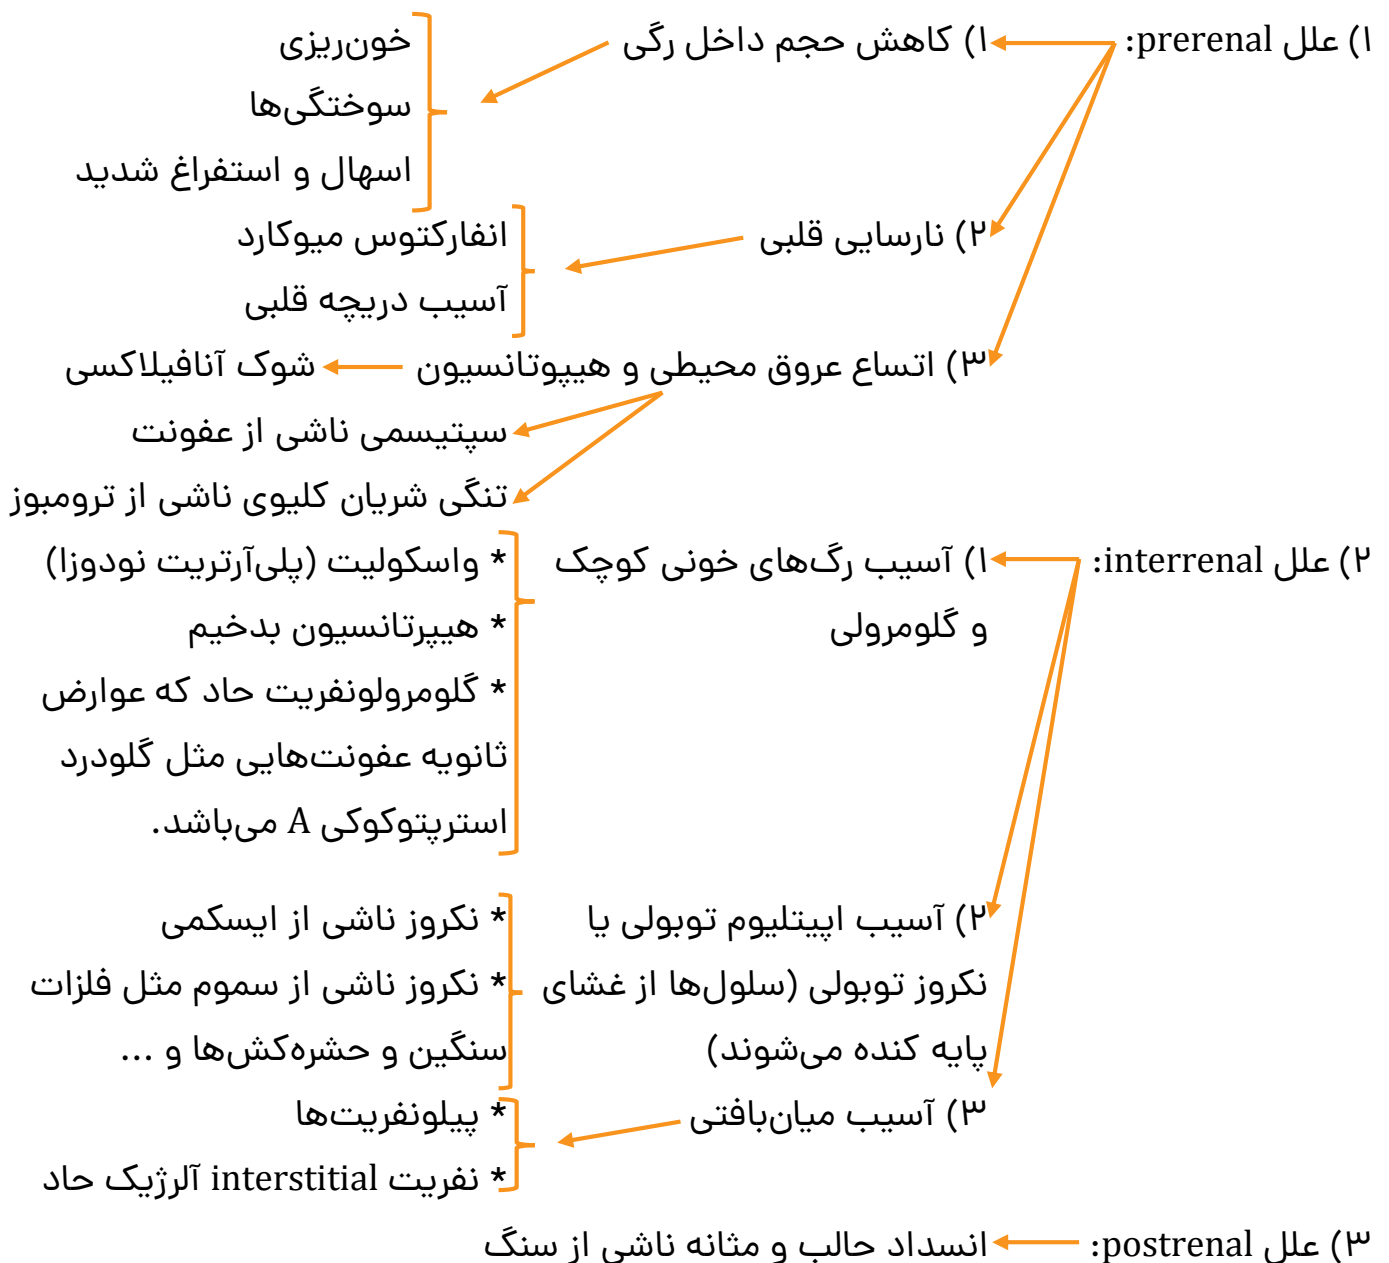 ۱) علل prerenal: ۱) کاهش حجم داخل رگی خون‌ریزی
سوختگی‌ها
اسهال و استفراغ شدید
۲) نارسایی قلبی انفارکتوس میوکارد
آسیب دریچه قلبی
۳) اتساع عروق محیطی و هیپوتانسیون شوک آنافیلاکسی
سپتیسمی ناشی از عفونت
تنگی شریان کلیوی ناشی از ترومبوز
۲) علل interrenal: ۱) آسیب رگ‌های خونی کوچک * واسکولیت (پلی‌آرتریت نودوزا)
و گلومرولی * هیپرتانسیون بدخیم
* گلومرولونفریت حاد که عوارض
ثانویه عفونت‌هایی مثل گلودرد
استرپتوکوکی A می‌باشد.
۲) آسیب اپیتلیوم توبولی یا * نکروز ناشی از ایسکمی
نکروز توبولی (سلول‌ها از غشای * نکروز ناشی از سموم مثل فلزات
پایه کنده می‌شوند) سنگین و حشره‌کش‌ها و ...
۳) آسیب میان‌بافتی * پیلونفریت‌ها
* نفریت interstitial آلرژیک حاد
۳) علل postrenal: انسداد حالب و مثانه ناشی از سنگ